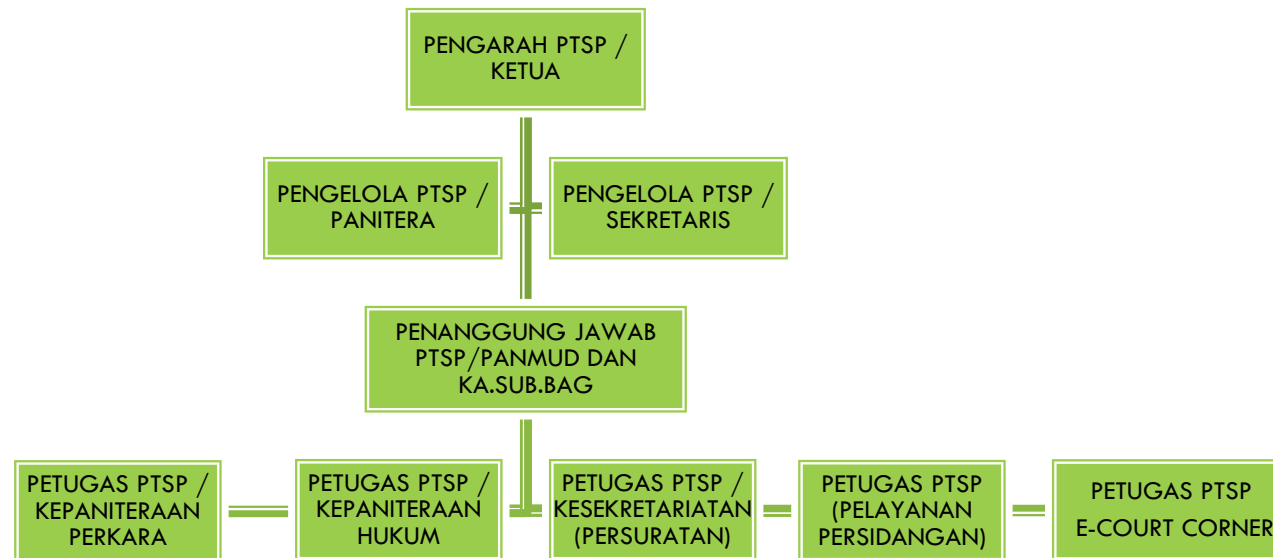 PENGARAH PTSP /
KETUA
PENGELOLA PTSP /
PANITERA
PENGELOLA PTSP /
SEKRETARIS
PENANGGUNG JAWAB
PTSP/PANMUD DAN
KA.SUB.BAG
PETUGAS PTSP /
KEPANITERAAN
PERKARA
PETUGAS PTSP /
KEPANITERAAN
HUKUM
PETUGAS PTSP /
KESEKRETARIATAN
(PERSURATAN)
PETUGAS PTSP
(PELAYANAN
PERSIDANGAN)
PETUGAS PTSP
E-COURT CORNER